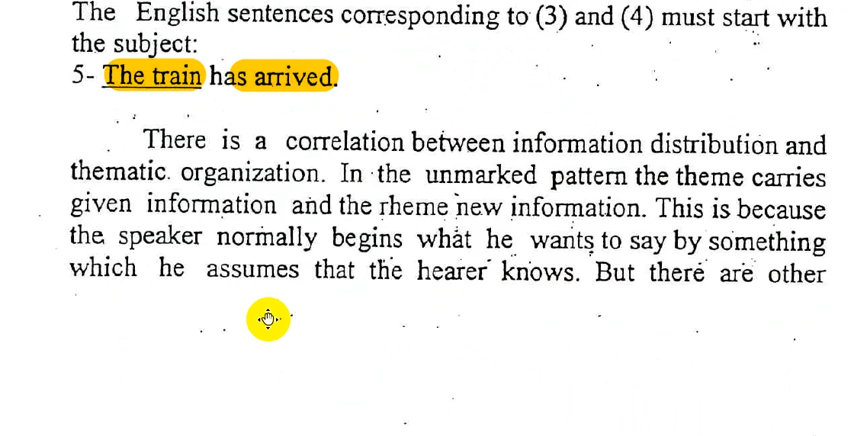 The English sentences corresponding to (3) and (4) must start with
the subject:
5- The train has arrived.
There is a correlation between information distribution and
thematic organization. In the unmarked pattern the theme carries
given information and the rheme new information. This is because
the speaker normally begins what he wants to say by something
which he assumes that the hearer knows. But there are other